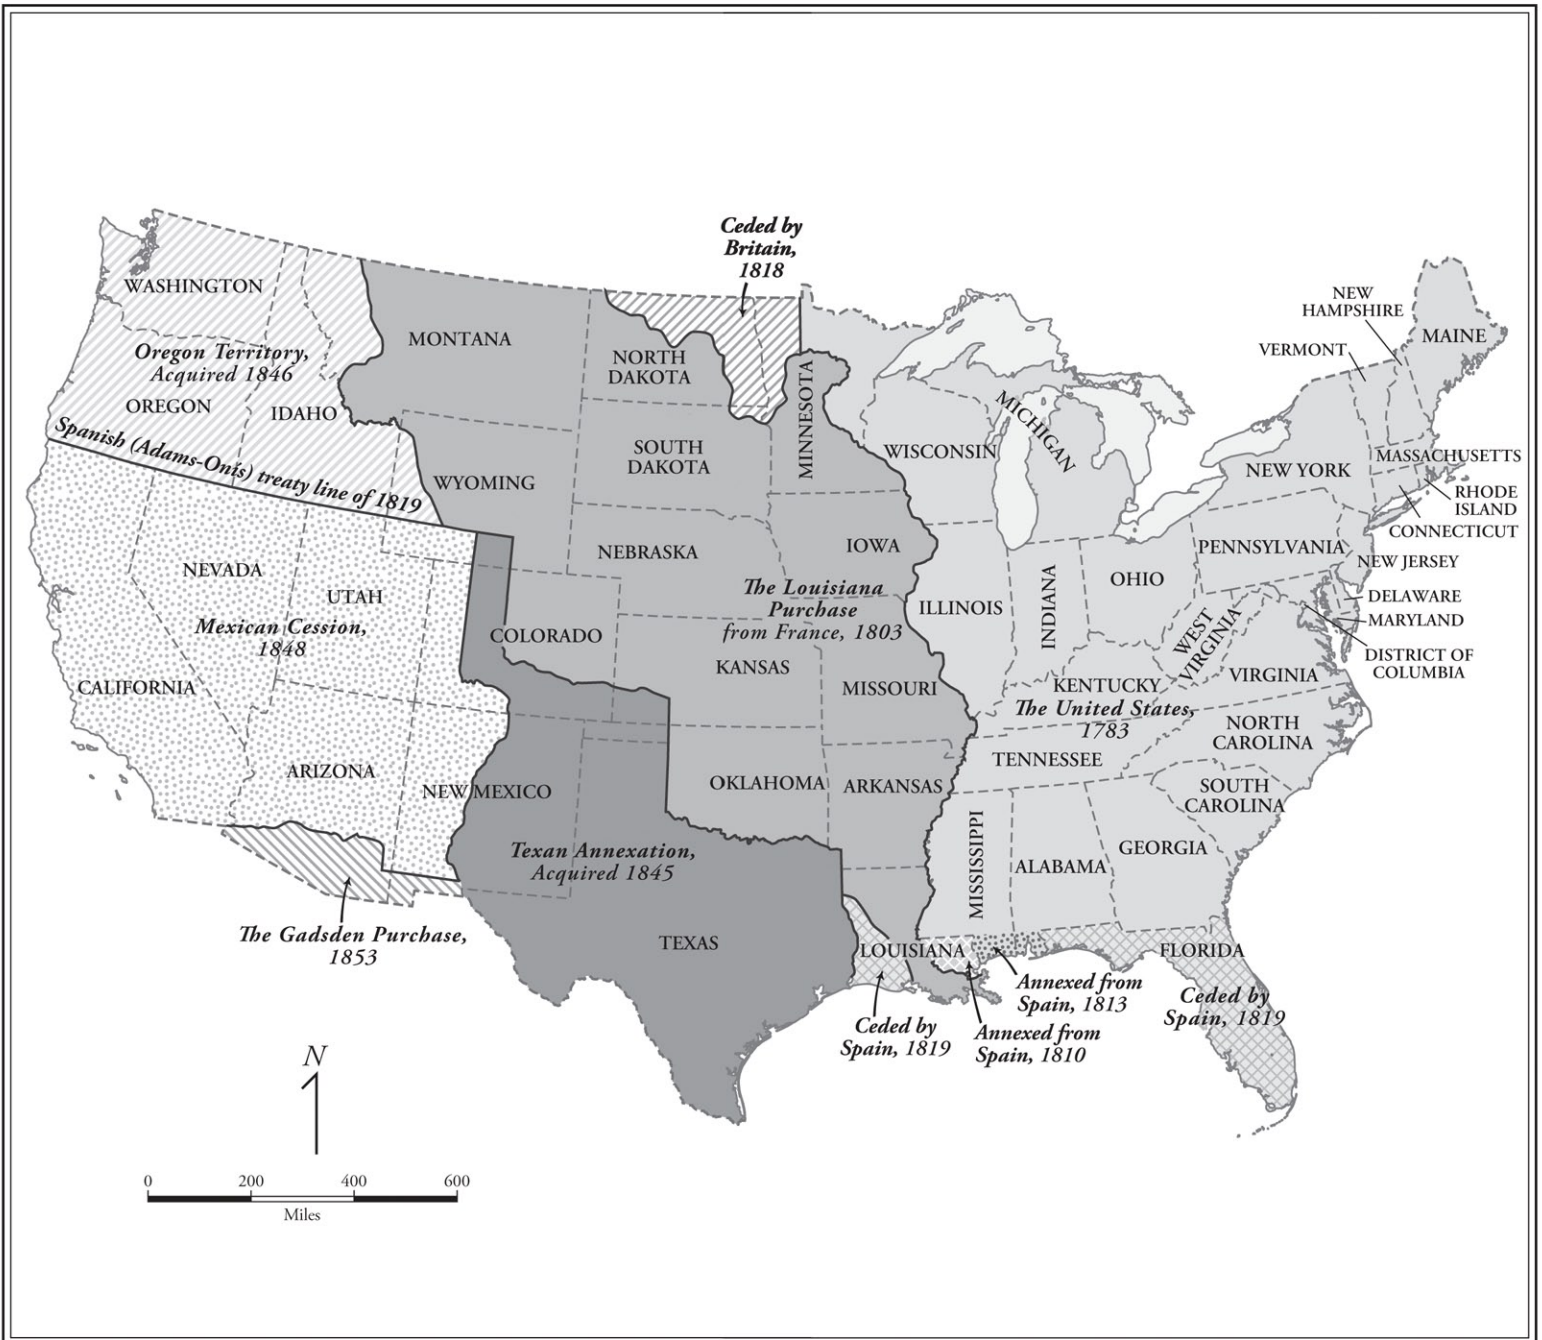 Ceded by
Britain,
1818
WASHINGTON
NEW
HAMPSHIRE
MAINE
MONTANA
VERMONT
Oregon Territory,
Acquired 1846
NORTH
DAKOTA
OREGON
IDAHO
MINNESOTA
MICHIGAN
Spanish (Adams-Onís) treaty line of 1819
SOUTH
DAKOTA
WISCONSIN
MASSACHUSETTS
NEW YORK
WYOMING
RHODE
ISLAND
CONNECTICUT
NEBRASKA
IOWA
PENNSYLVANIA
NEW JERSEY
NEVADA
OHIO
UTAH
The Louisiana
Purchase
from France, 1803
ILLINOIS
INDIANA
DELAWARE
MARYLAND
Mexican Cession,
1848
COLORADO
WEST
VIRGINIA
DISTRICT OF
COLUMBIA
KANSAS
VIRGINIA
CALIFORNIA
MISSOURI
KENTUCKY
The United States,
1783
NORTH
CAROLINA
TENNESSEE
ARIZONA
NEW MEXICO
OKLAHOMA
ARKANSAS
SOUTH
CAROLINA
Texan Annexation,
Acquired 1845
MISSISSIPPI
ALABAMA
GEORGIA
The Gadsden Purchase,
1853
TEXAS
LOUISIANA
FLORIDA
Annexed from
Spain, 1813
Ceded by
Spain, 1819
Ceded by
Spain, 1819
Annexed from
Spain, 1810
N
0 200 400 600
Miles